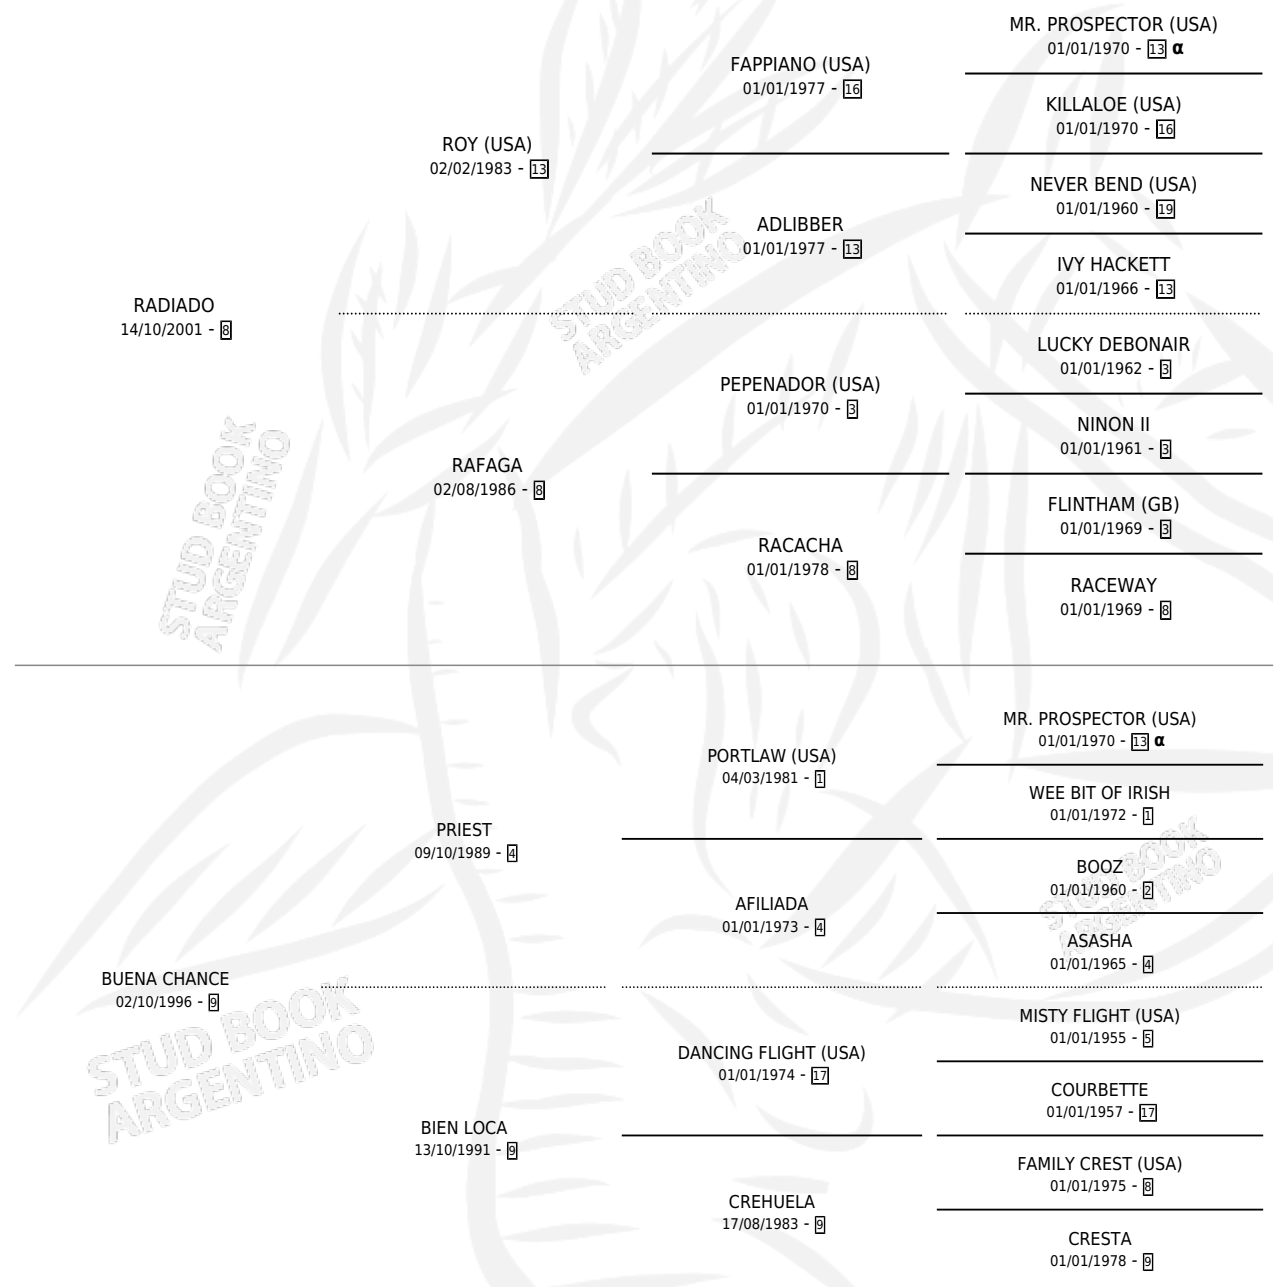 MR. PROSPECTOR (USA)
01/01/1970 - 13 α
FAPPIANO (USA)
01/01/1977 - 16
KILLALOE (USA)
01/01/1970 - 16
ROY (USA)
02/02/1983 - 13
NEVER BEND (USA)
01/01/1960 - 19
ADLIBBER
01/01/1977 - 13
IVY HACKETT
01/01/1966 - 13
RADIADO
14/10/2001 - 8
LUCKY DEBONAIR
01/01/1962 - 3
PEPENADOR (USA)
01/01/1970 - 3
NINON II
01/01/1961 - 3
RAFAGA
02/08/1986 - 8
FLINTHAM (GB)
01/01/1969 - 3
RACACHA
01/01/1978 - 8
RACEWAY
01/01/1969 - 8
STUD BOOK
ARGENTINO
STUD BOOK
ARGENTINO
MR. PROSPECTOR (USA)
01/01/1970 - 13 α
PORTLAW (USA)
04/03/1981 - 1
WEE BIT OF IRISH
01/01/1972 - 1
PRIEST
09/10/1989 - 4
BOOZ
01/01/1960 - 2
AFILIADA
01/01/1973 - 4
ASASHA
01/01/1965 - 4
BUENA CHANCE
02/10/1996 - 9
MISTY FLIGHT (USA)
01/01/1955 - 5
DANCING FLIGHT (USA)
01/01/1974 - 17
COURBETTE
01/01/1957 - 17
BIEN LOCA
13/10/1991 - 9
FAMILY CREST (USA)
01/01/1975 - 8
CREHUELA
17/08/1983 - 9
CRESTA
01/01/1978 - 9
STUD BOOK
ARGENTINO
STUD BOOK
ARGENTINO